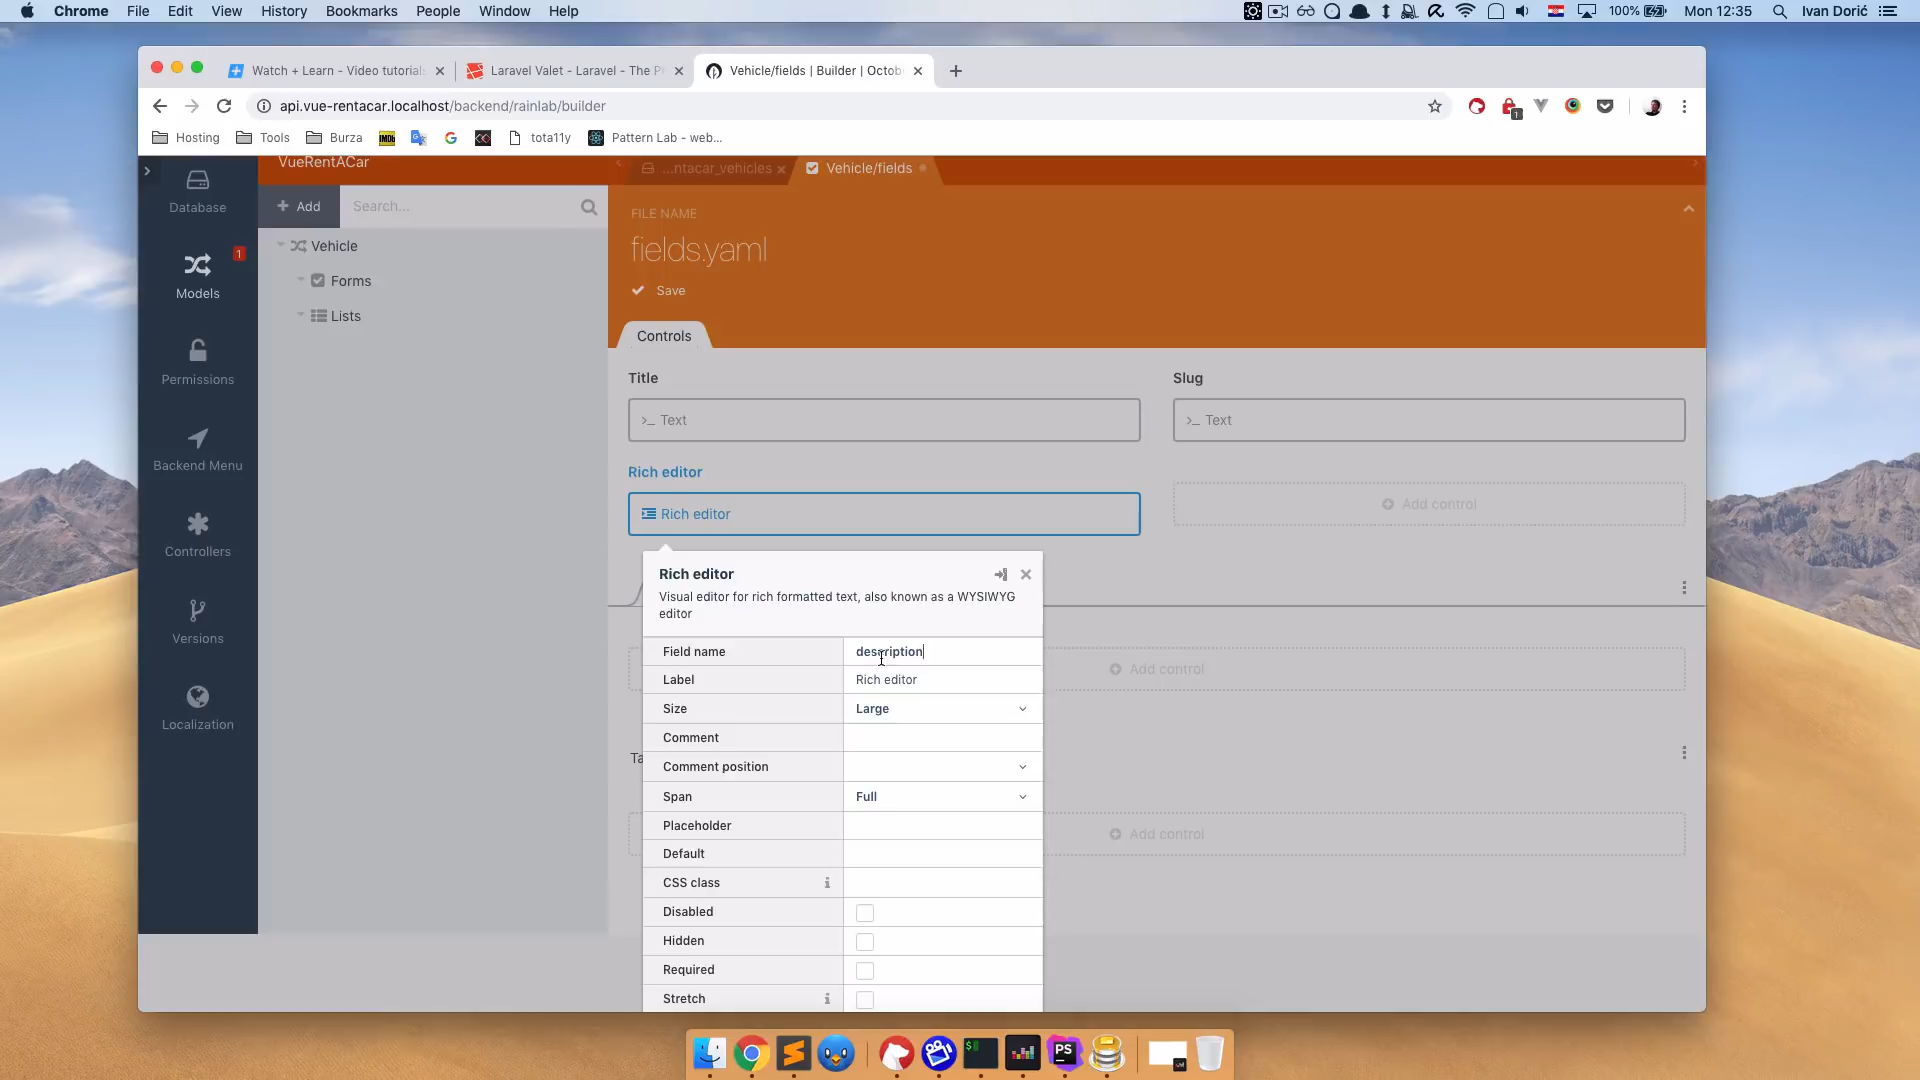 Chrome File Edit View History Bookmarks People Window Help 100% Mon 12:35 Ivan Dorić
Watch + Learn - Video tutorials Laravel Valet - Laravel - The P Vehicle/fields | Builder | Octob
api.vue-rentacar.localhost/backend/rainlab/builder
Hosting Tools Burza tota11y Pattern Lab - web...
VueRentACar
...ntacar_vehicles Vehicle/fields
Add
Search...
Database
Models
1
Permissions
Backend Menu
Controllers
Versions
Localization
Vehicle
Forms
Lists
FILE NAME
fields.yaml
Save
Controls
Title Slug
Text Text
Rich editor
Rich editor Add control
Rich editor
Visual editor for rich formatted text, also known as a WYSIWYG
editor
Field name description
Label Rich editor
Size Large
Comment
Comment position
Span Full
Placeholder
Default
CSS class
Disabled
Hidden
Required
Stretch
Add control
Ta
Add control
PS